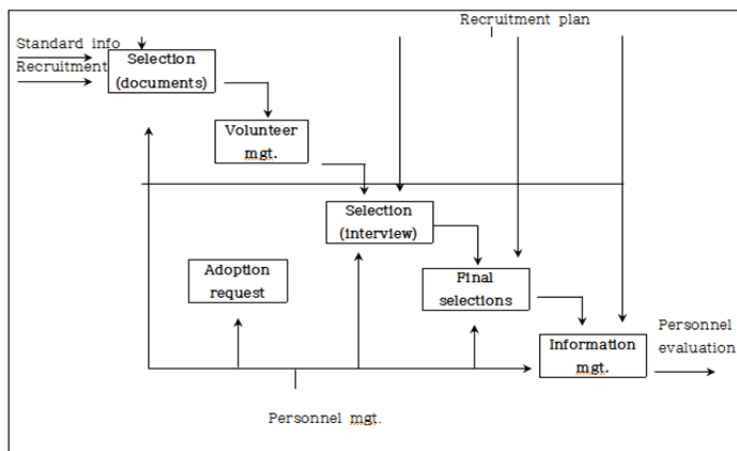 Recruitment plan
Standard info
Recruitment
Selection
(documents)
Volunteer
mgt.
Selection
(interview)
Adoption
request
Final
selections
Information
mgt.
Personnel
evaluation
Personnel mgt.